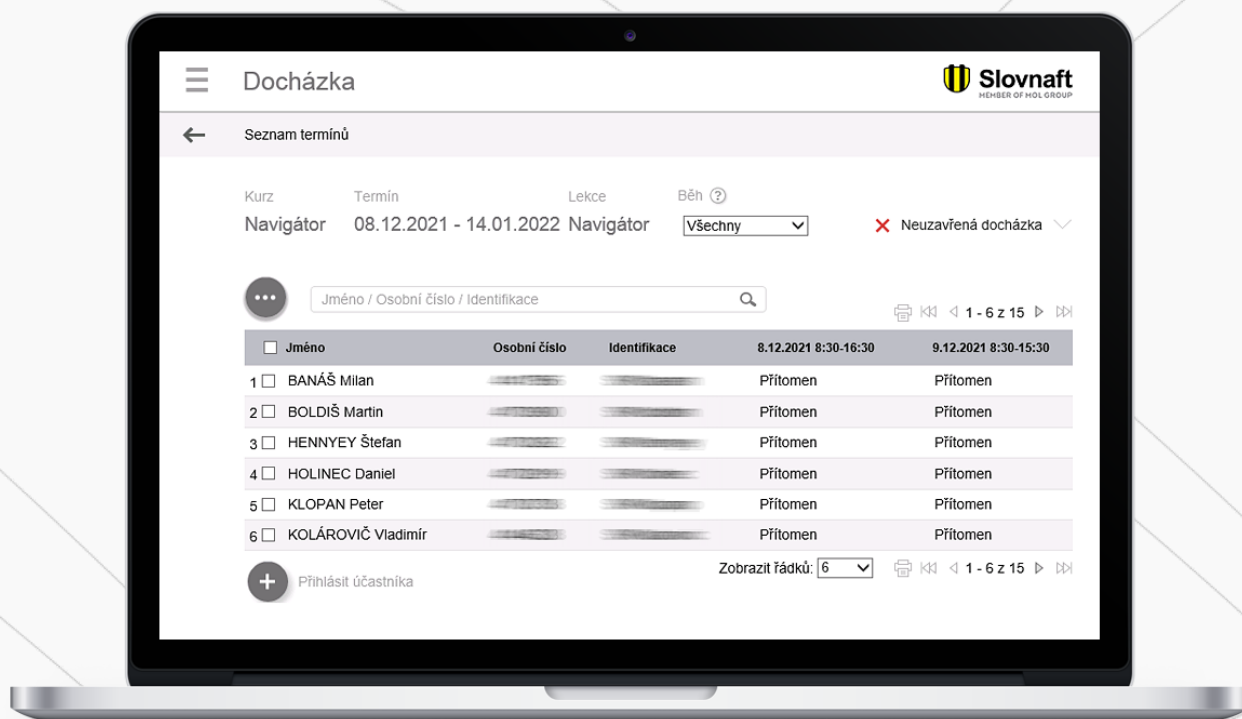 Docházka
Slovnaft
MEMBER OF MOL GROUP
Seznam termínů
Kurz Termín Lekce Běh ?
Navigátor 08.12.2021 - 14.01.2022 Navigátor Všechny Neuzavřená docházka
Jméno / Osobní číslo / Identifikace
1 - 6 z 15
Jméno Osobní číslo Identifikace 8.12.2021 8:30-16:30 9.12.2021 8:30-15:30
1 BANÁŠ Milan Přítomen Přítomen
2 BOLDIŠ Martin Přítomen Přítomen
3 HENNYEY Štefan Přítomen Přítomen
4 HOLINEC Daniel Přítomen Přítomen
5 KLOPAN Peter Přítomen Přítomen
6 KOLÁROVIČ Vladimír Přítomen Přítomen
Zobrazit řádků: 6 1 - 6 z 15
Přihlásit účastníka